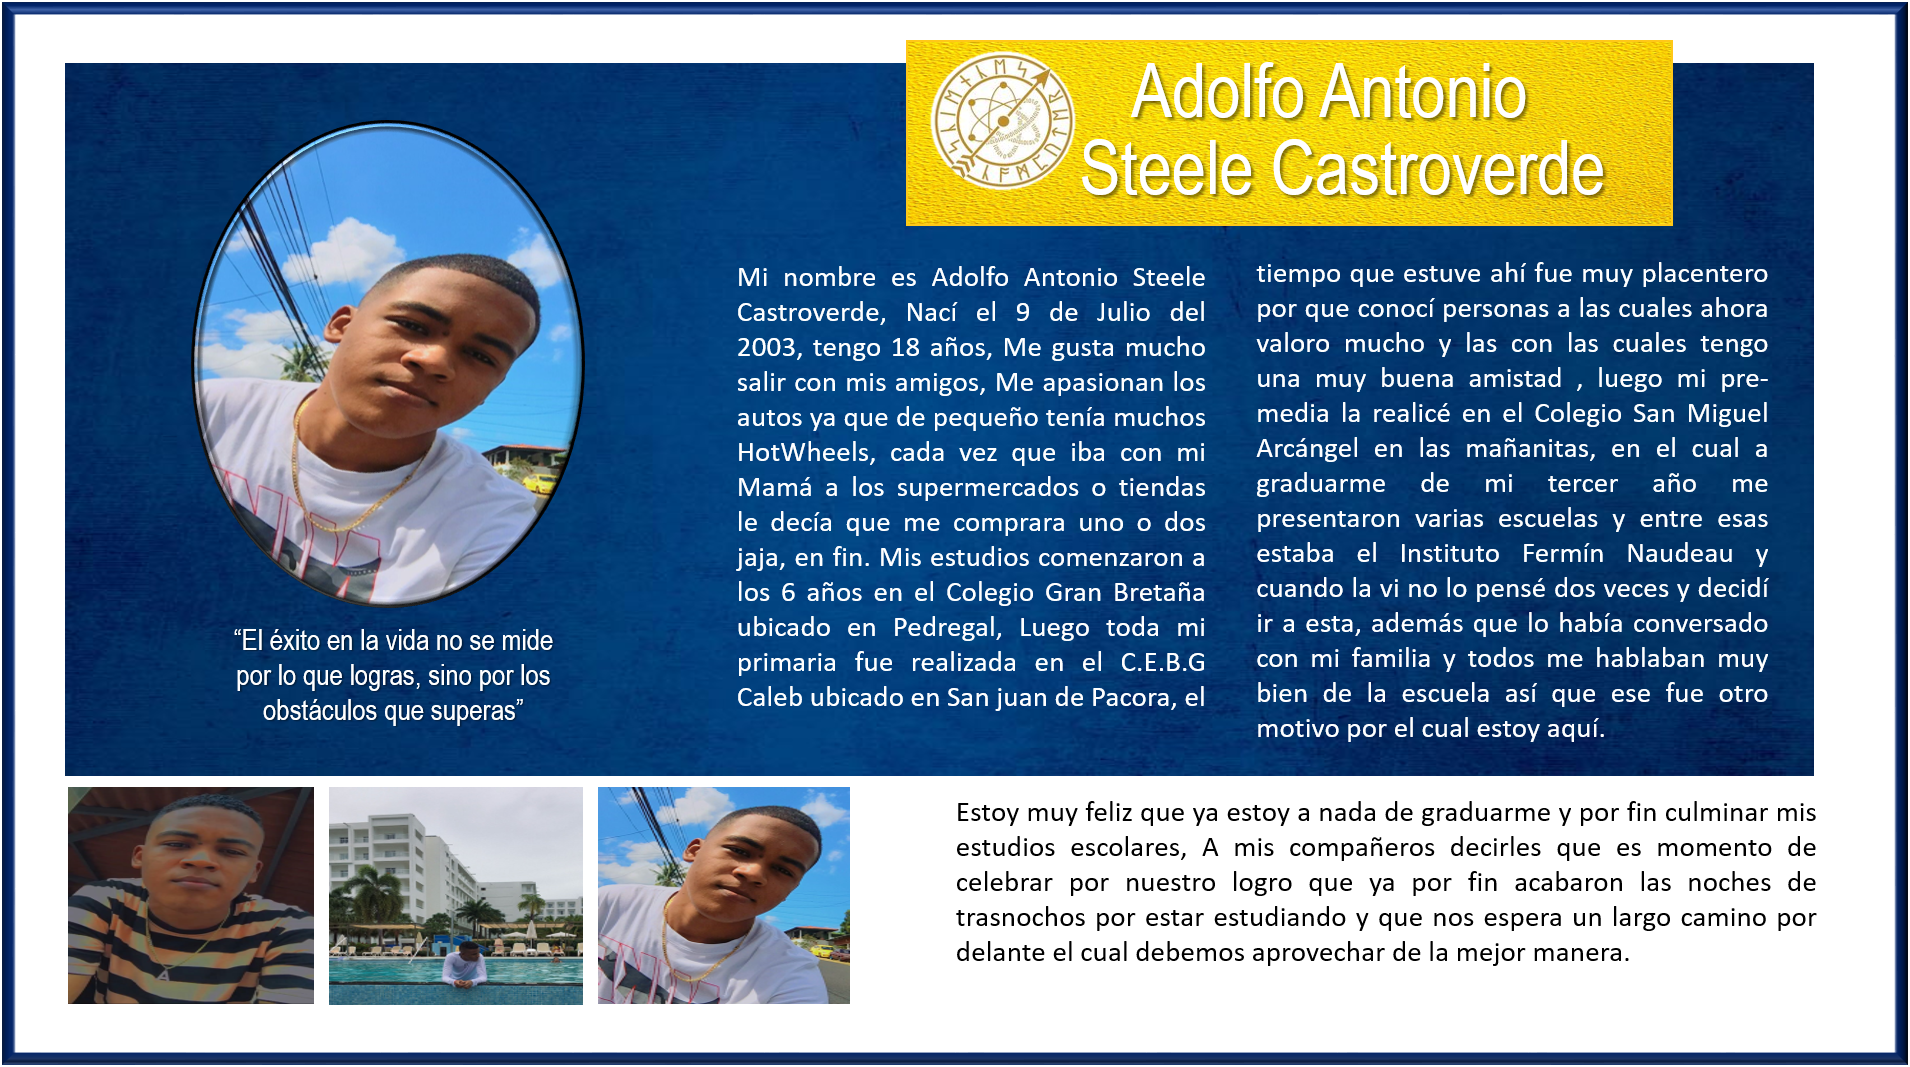 Adolfo Antonio
Steele Castroverde
“El éxito en la vida no se mide
por lo que logras, sino por los
obstáculos que superas”
Mi nombre es Adolfo Antonio Steele
Castroverde, Nací el 9 de Julio del
2003, tengo 18 años, Me gusta mucho
salir con mis amigos, Me apasionan los
autos ya que de pequeño tenía muchos
HotWheels, cada vez que iba con mi
Mamá a los supermercados o tiendas
le decía que me comprara uno o dos
jaja, en fin. Mis estudios comenzaron a
los 6 años en el Colegio Gran Bretaña
ubicado en Pedregal, Luego toda mi
primaria fue realizada en el C.E.B.G
Caleb ubicado en San juan de Pacora, el
tiempo que estuve ahí fue muy placentero
por que conocí personas a las cuales ahora
valoro mucho y las con las cuales tengo
una muy buena amistad , luego mi pre-
media la realicé en el Colegio San Miguel
Arcángel en las mañanitas, en el cual a
graduarme de mi tercer año me
presentaron varias escuelas y entre esas
estaba el Instituto Fermín Naudeau y
cuando la vi no lo pensé dos veces y decidí
ir a esta, además que lo había conversado
con mi familia y todos me hablaban muy
bien de la escuela así que ese fue otro
motivo por el cual estoy aquí.
Estoy muy feliz que ya estoy a nada de graduarme y por fin culminar mis
estudios escolares, A mis compañeros decirles que es momento de
celebrar por nuestro logro que ya por fin acabaron las noches de
trasnochos por estar estudiando y que nos espera un largo camino por
delante el cual debemos aprovechar de la mejor manera.